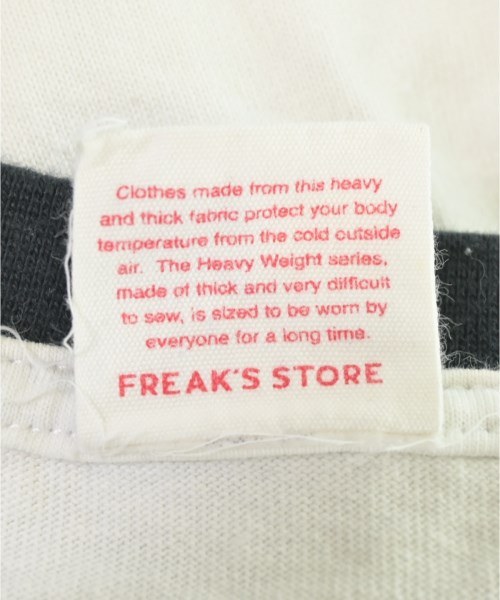 Clothes made from this heavy
and thick fabric protect your body
temperature from the cold outside
air. The Heavy Weight series,
made of thick and very difficult
to sew, is sized to be worn by
everyone for a long time.
FREAK'S STORE